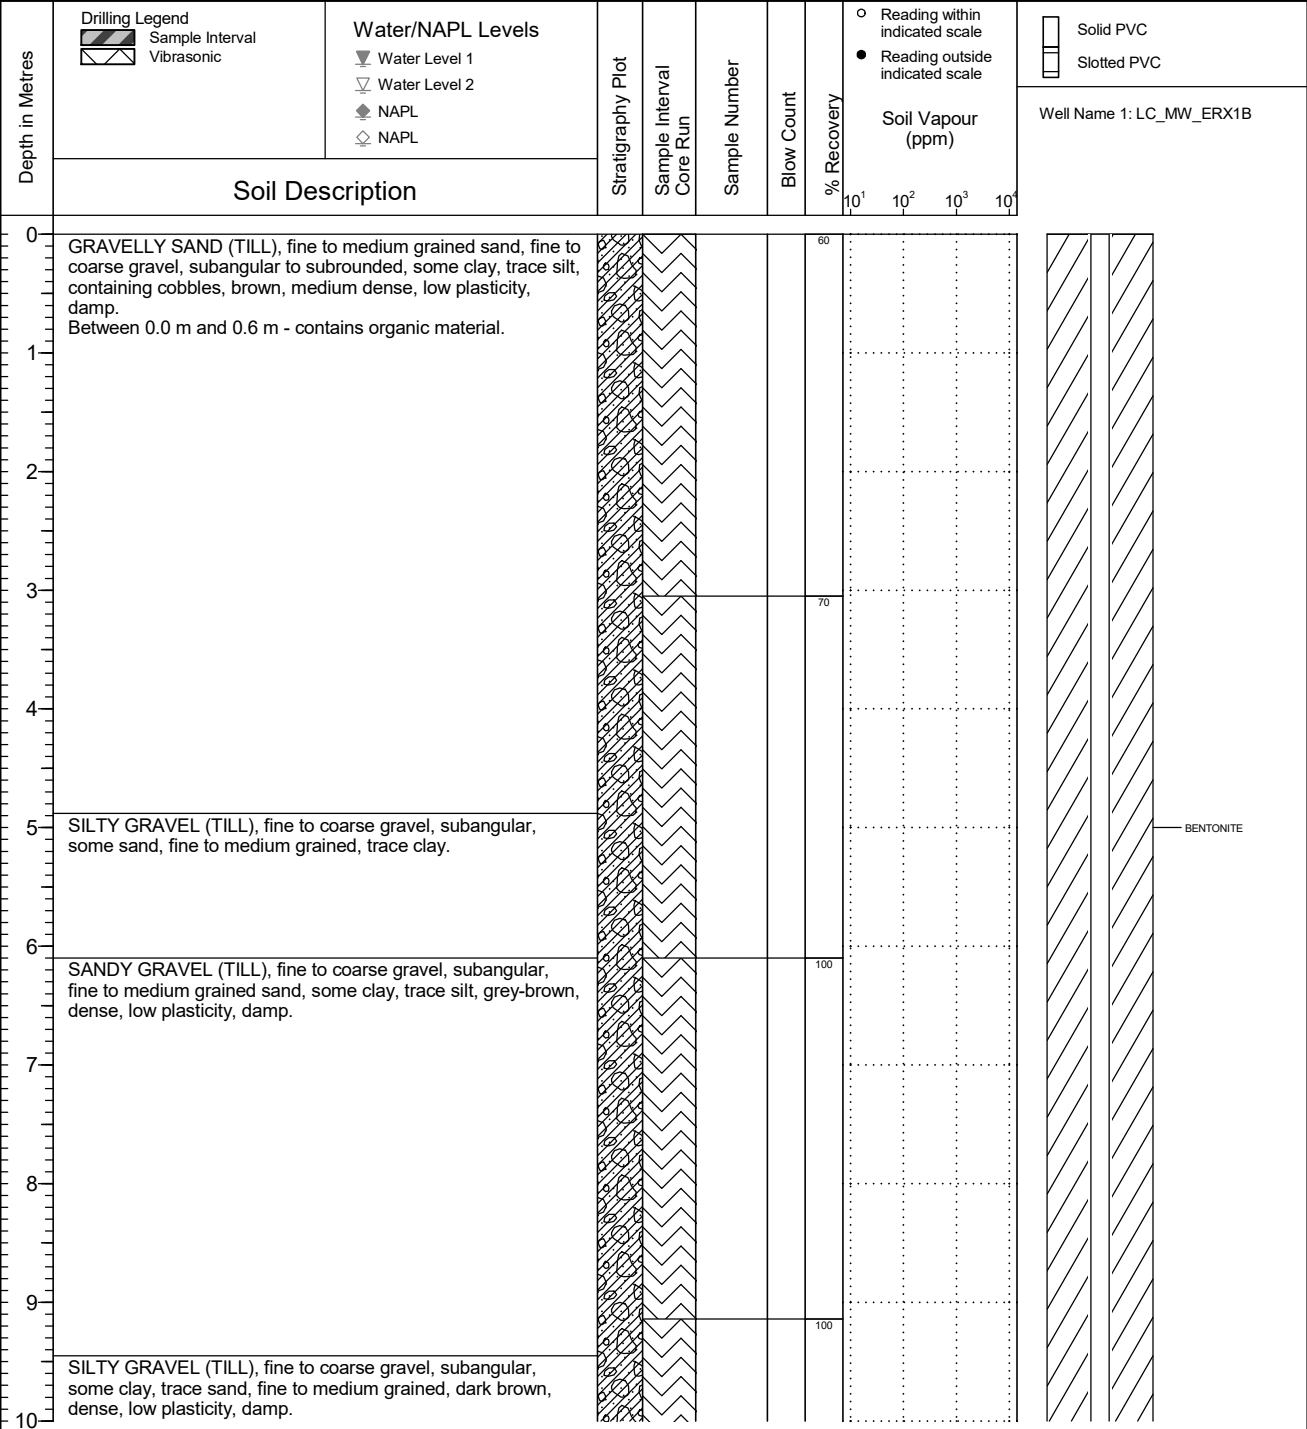 Depth in Metres
Drilling Legend
Sample Interval
Vibrasonic
Water/NAPL Levels
Water Level 1
Water Level 2
NAPL
NAPL
Soil Description
Stratigraphy Plot
Sample Interval
Core Run
Sample Number
Blow Count
% Recovery
Reading within
indicated scale
Reading outside
indicated scale
Soil Vapour
(ppm)
10¹ 10² 10³ 10⁴
Solid PVC
Slotted PVC
Well Name 1: LC_MW_ERX1B
0
GRAVELLY SAND (TILL), fine to medium grained sand, fine to
coarse gravel, subangular to subrounded, some clay, trace silt,
containing cobbles, brown, medium dense, low plasticity,
damp.
Between 0.0 m and 0.6 m - contains organic material.
60
1
2
3
70
4
5
SILTY GRAVEL (TILL), fine to coarse gravel, subangular,
some sand, fine to medium grained, trace clay.
BENTONITE
6
SANDY GRAVEL (TILL), fine to coarse gravel, subangular,
fine to medium grained sand, some clay, trace silt, grey-brown,
dense, low plasticity, damp.
100
7
8
9
100
SILTY GRAVEL (TILL), fine to coarse gravel, subangular,
some clay, trace sand, fine to medium grained, dark brown,
dense, low plasticity, damp.
10